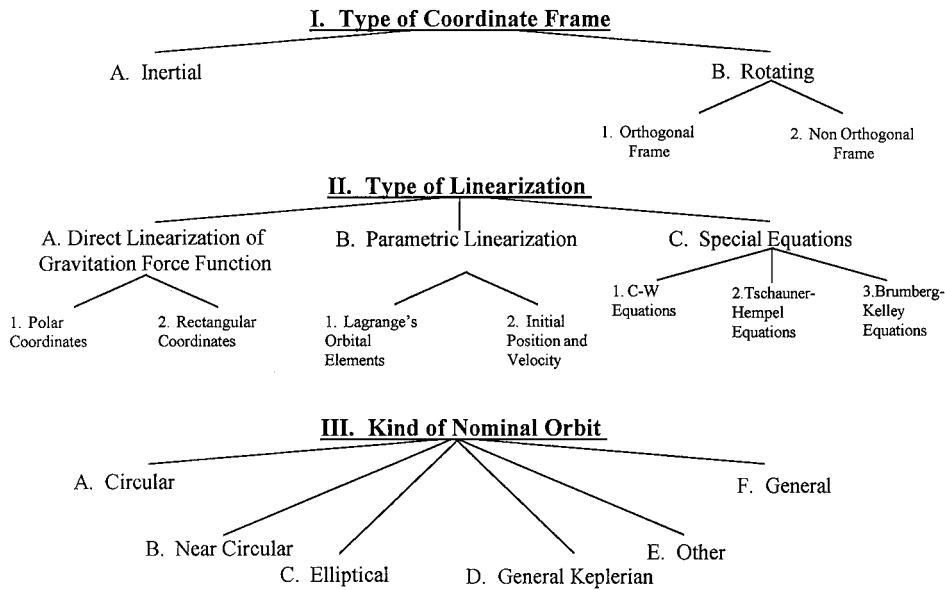 I. Type of Coordinate Frame
A. Inertial
B. Rotating
1. Orthogonal
Frame
2. Non Orthogonal
Frame
II. Type of Linearization
A. Direct Linearization of
Gravitation Force Function
B. Parametric Linearization
C. Special Equations
1. Polar
Coordinates
2. Rectangular
Coordinates
1. Lagrange's
Orbital
Elements
2. Initial
Position and
Velocity
1. C-W
Equations
2.Tschauner-
Hempel
Equations
3.Brumberg-
Kelley
Equations
III. Kind of Nominal Orbit
A. Circular
B. Near Circular
C. Elliptical
D. General Keplerian
E. Other
F. General